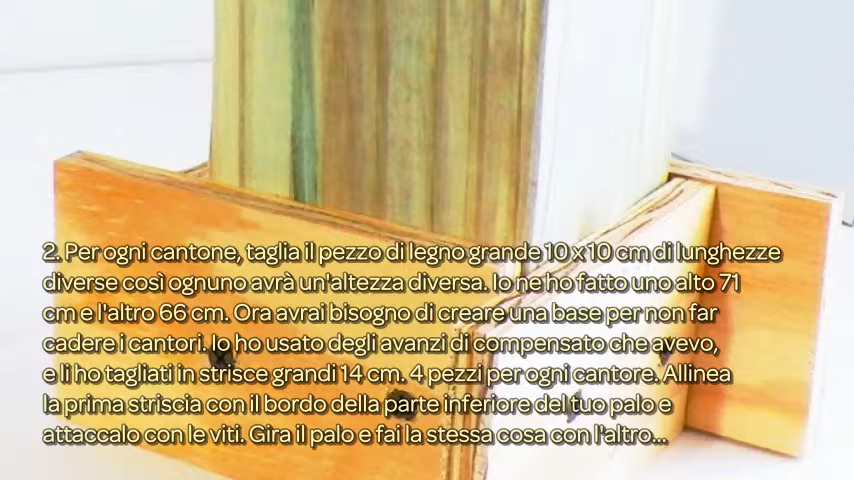 2. Per ogni cantone, taglia il pezzo di legno grande 10 x 10 cm di lunghezze
diverse così ognuno avrà un'altezza diversa. Io ne ho fatto uno alto 71
cm e l'altro 66 cm. Ora avrai bisogno di creare una base per non far
cadere i cantori. Io ho usato degli avanzi di compensato che avevo,
e li ho tagliati in strisce grandi 14 cm. 4 pezzi per ogni cantore. Allinea
la prima striscia con il bordo della parte inferiore del tuo palo e
attaccalo con le viti. Gira il palo e fai la stessa cosa con l'altro...